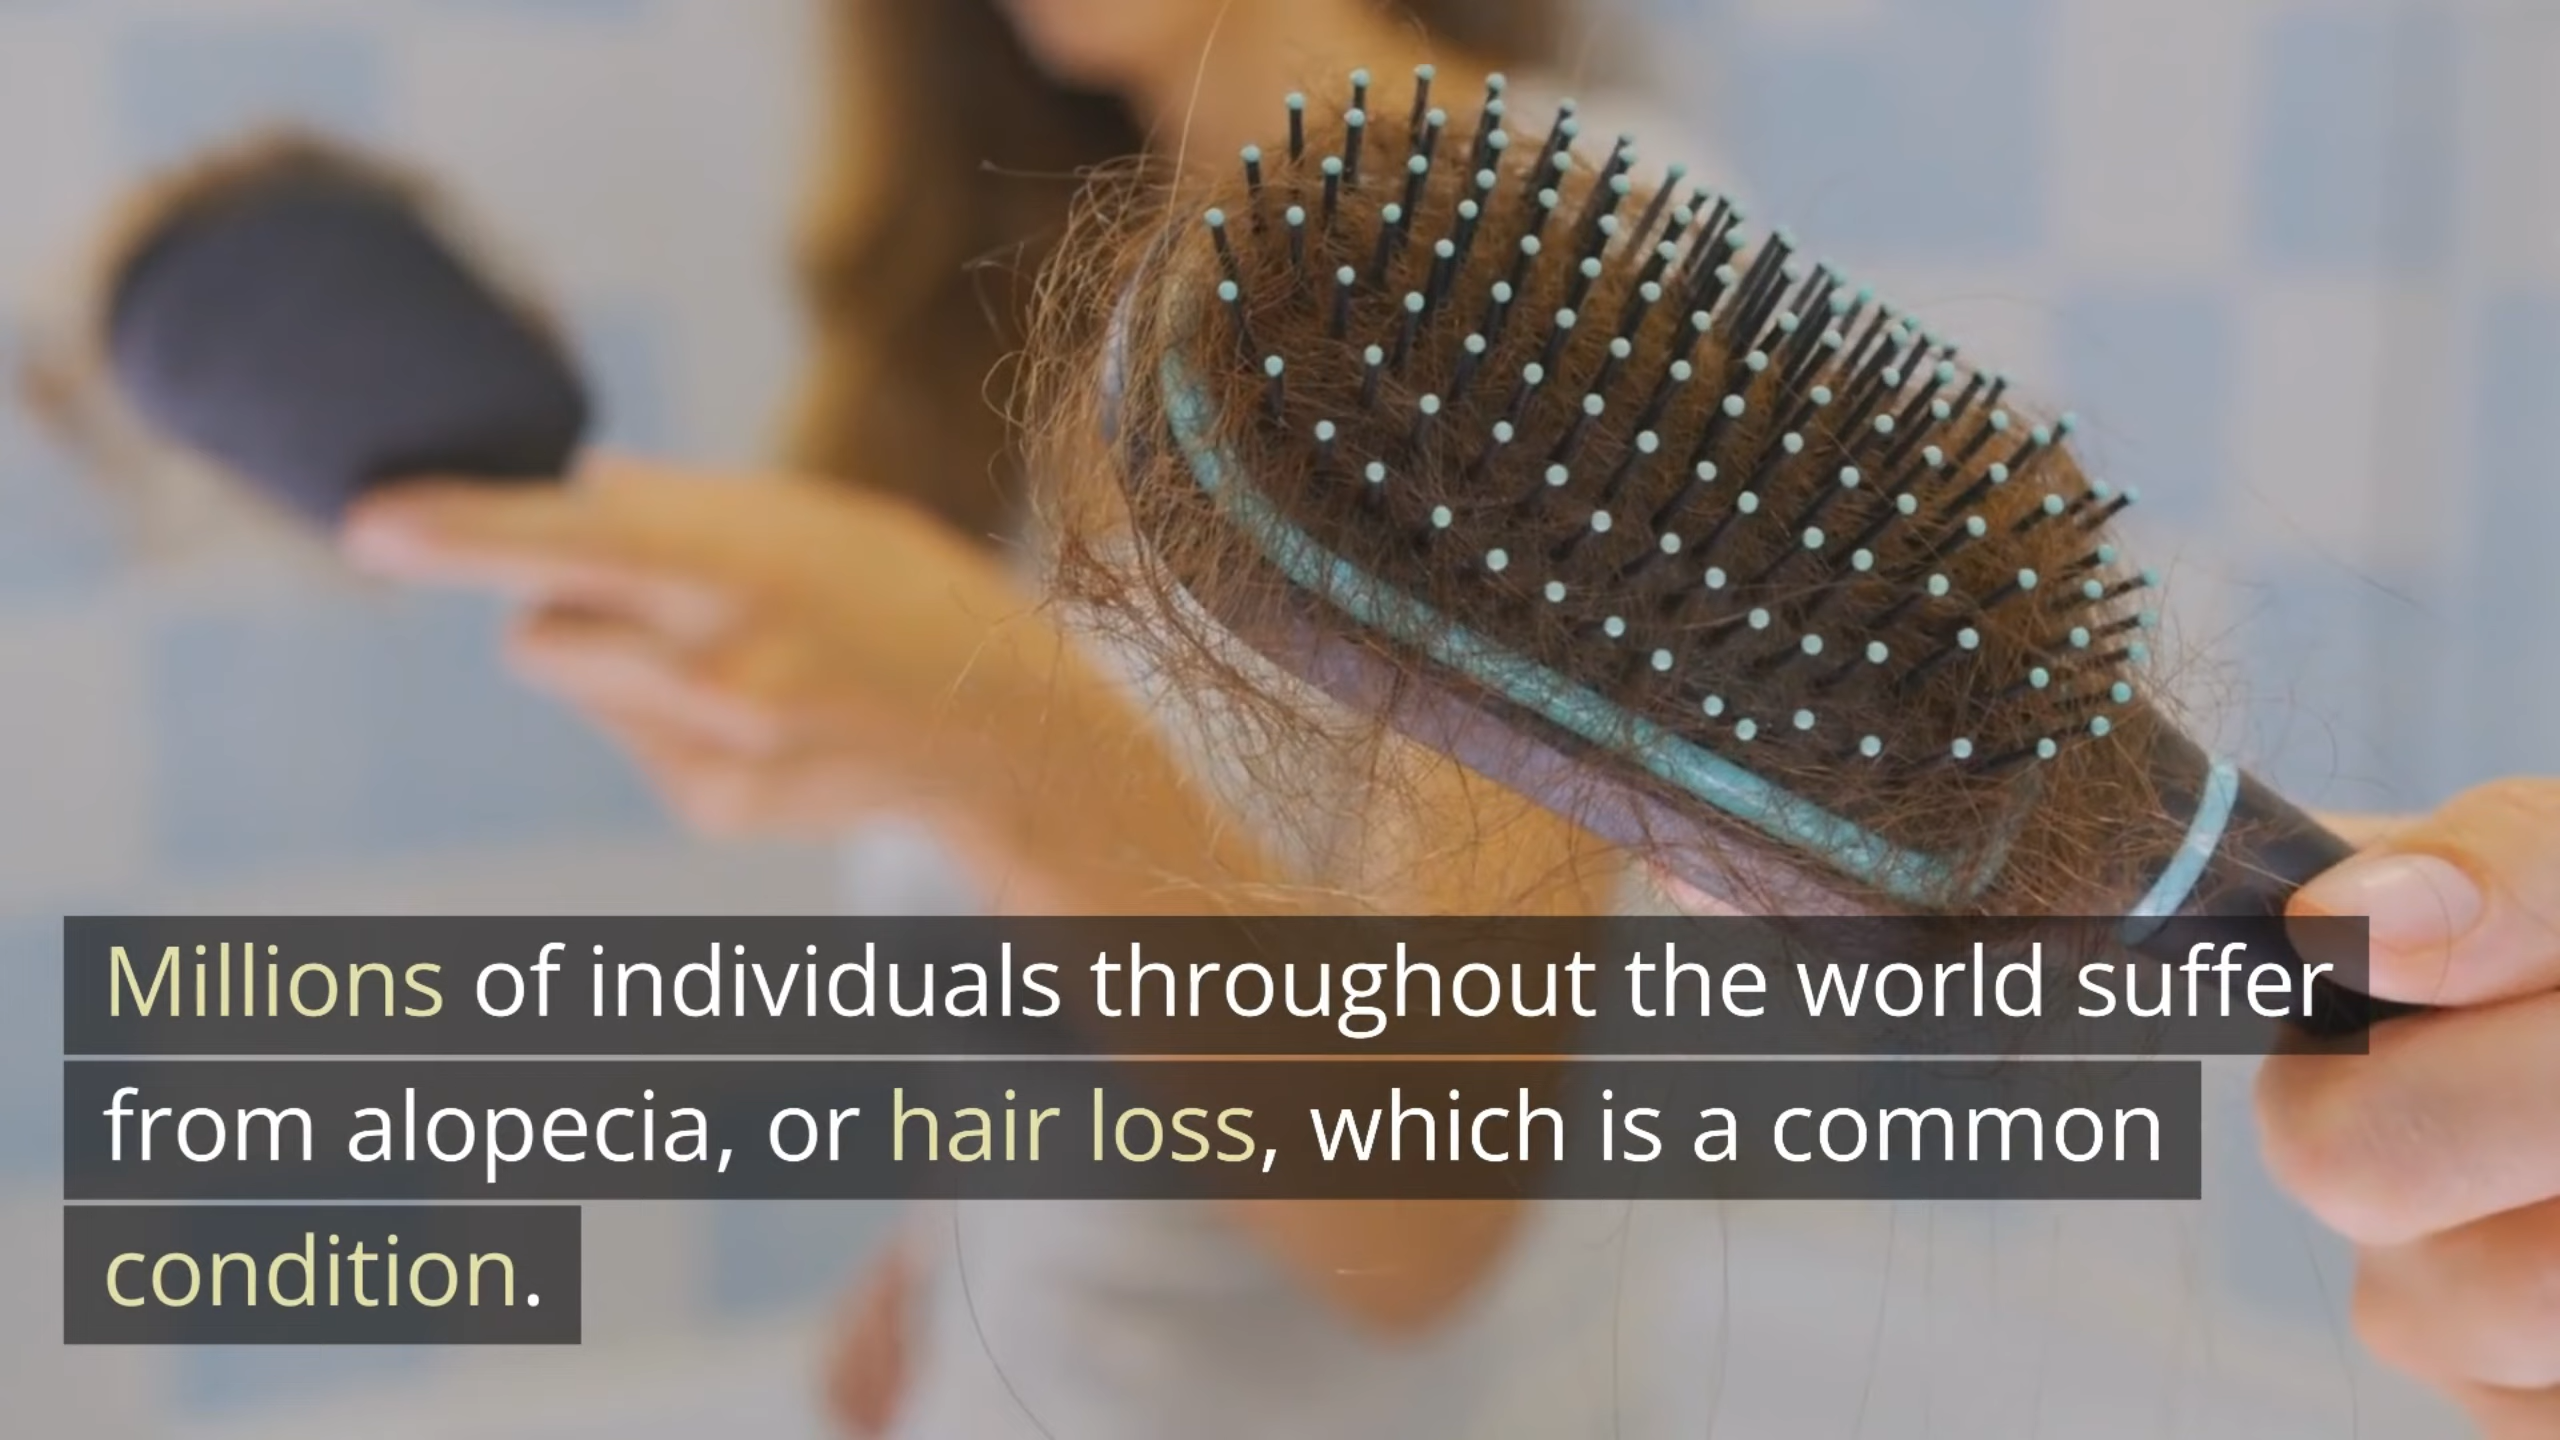 Millions of individuals throughout the world suffer
from alopecia, or hair loss, which is a common
condition.